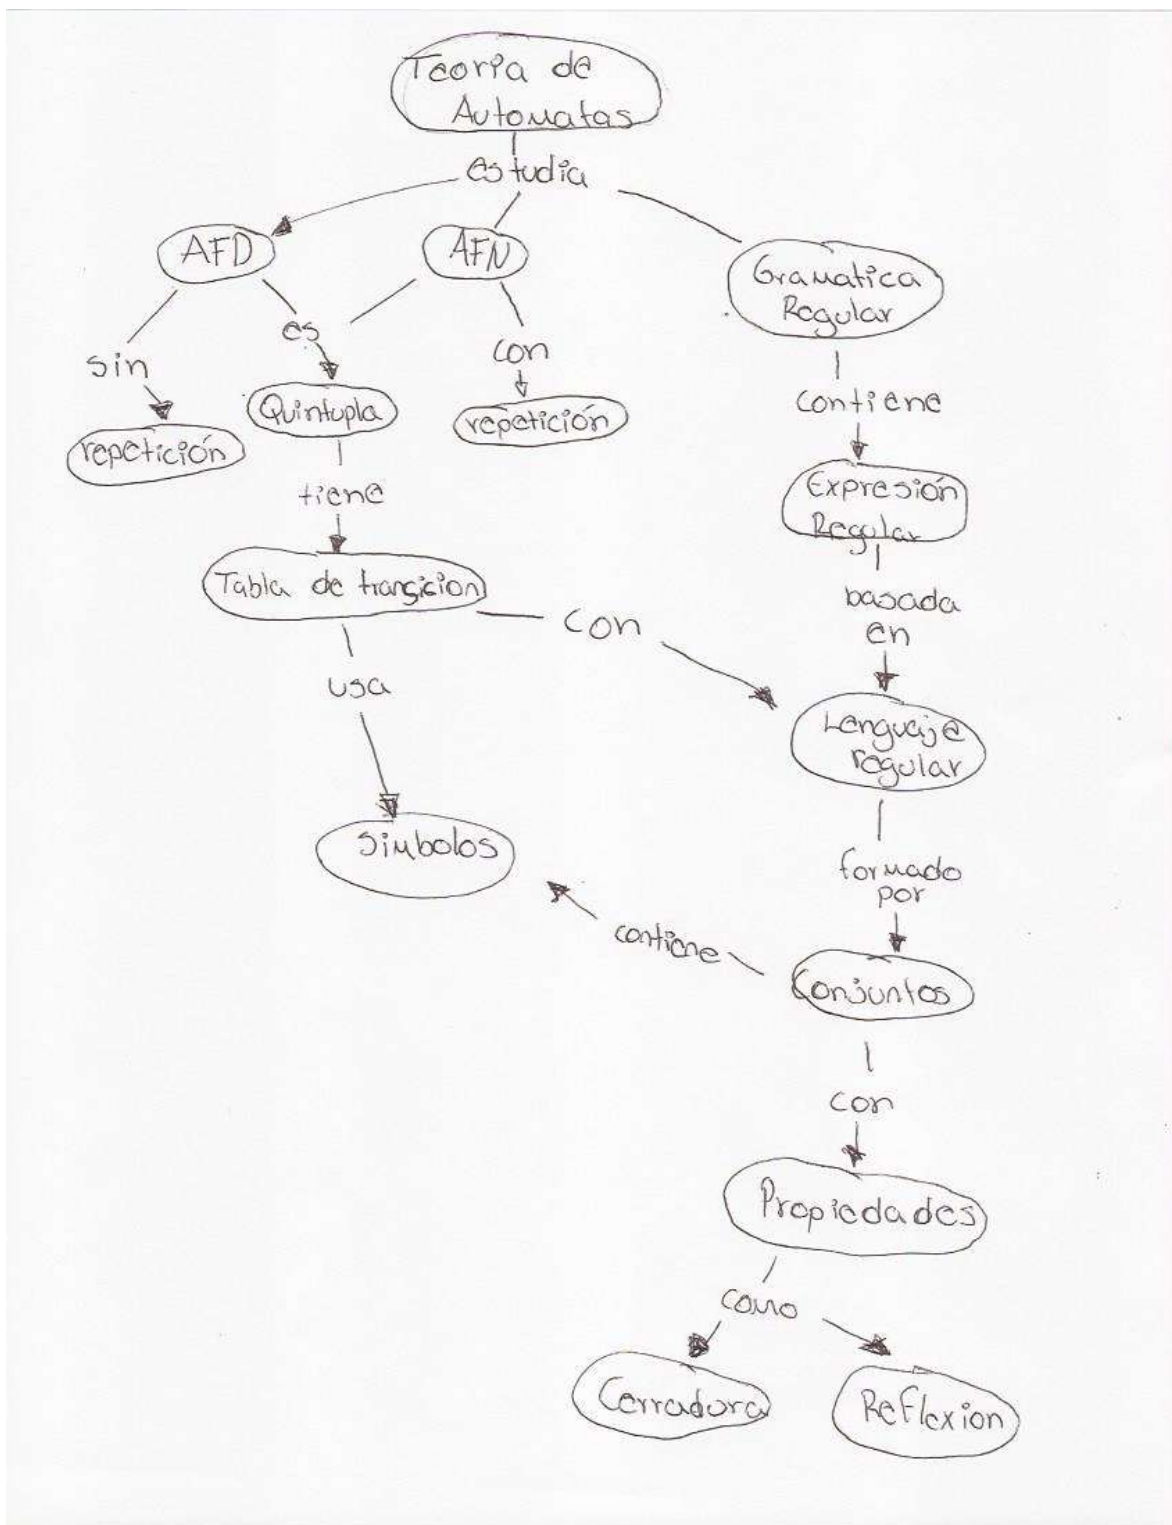 Teoría de
Automatas
estudia
AFD
AFN
Gramatica
Regular
sin
es
con
contiene
repetición
Quintupla
repetición
Expresión
Regular
tiene
Tabla de transicion
basada
en
con
usa
Lenguaje
regular
Simbolos
formado
por
contiene
Conjuntos
con
Propiedades
como
Cerradura
Reflexion